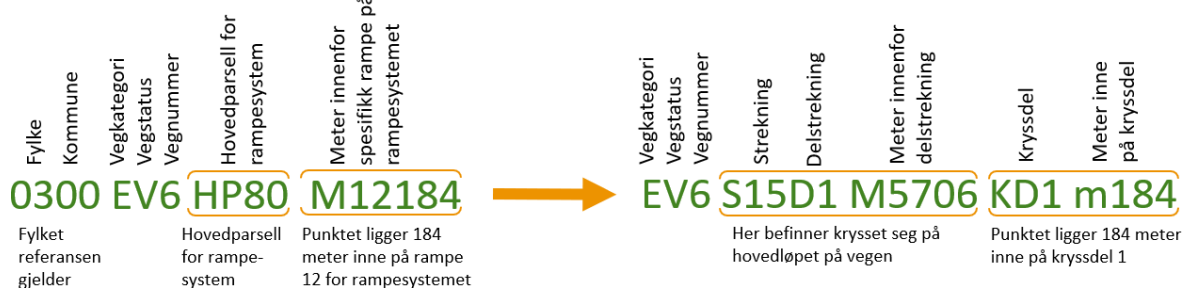 Fylke
Kommune
Vegkategori
Vegstatus
Vegnummer
Hovedparsell for
rampesystem
Meter innenfor
spesifikk rampe på
rampesystemet
0300 EV6 HP80 M12184
Fylket
referansen
gjelder
Hovedparsell
for rampe-
system
Punktet ligger 184
meter inne på rampe
12 for rampesystemet
Vegkategori
Vegstatus
Vegnummer
Strekning
Delstrekning
Meter innenfor
delstrekning
Kryssdel
Meter inne
på kryssdel
EV6 S15D1 M5706 KD1 m184
Her befinner krysset seg på
hovedløpet på vegen
Punktet ligger 184 meter
inne på kryssdel 1